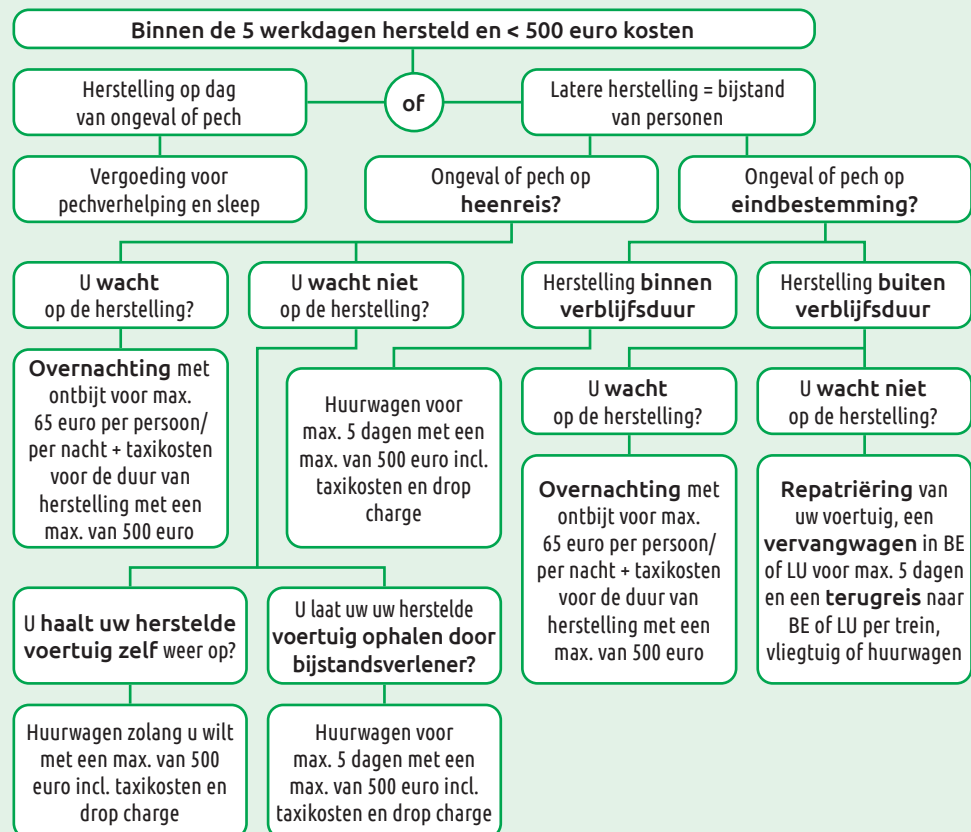 Binnen de 5 werkdagen hersteld en < 500 euro kosten
Herstelling op dag
van ongeval of pech
of
Latere herstelling = bijstand
van personen
Vergoeding voor
pechverhelping en sleep
Ongeval of pech op
heenreis?
Ongeval of pech op
eindbestemming?
U wacht
op de herstelling?
U wacht niet
op de herstelling?
Herstelling binnen
verblijfsduur
Herstelling buiten
verblijfsduur
Overnachting met
ontbijt voor max.
65 euro per persoon/
per nacht + taxikosten
voor de duur van
herstelling met een
max. van 500 euro
Huurwagen voor
max. 5 dagen met een
max. van 500 euro incl.
taxikosten en drop
charge
U wacht
op de herstelling?
U wacht niet
op de herstelling?
Overnachting met
ontbijt voor max.
65 euro per persoon/
per nacht + taxikosten
voor de duur van
herstelling met een
max. van 500 euro
Repatriëring van
uw voertuig, een
vervangwagen in BE
of LU voor max. 5 dagen
en een terugreis naar
BE of LU per trein,
vliegtuig of huurwagen
U haalt uw herstelde
voertuig zelf weer op?
U laat uw uw herstelde
voertuig ophalen door
bijstandsverlener?
Huurwagen zolang u wilt
met een max. van 500
euro incl. taxikosten en
drop charge
Huurwagen voor
max. 5 dagen met een
max. van 500 euro incl.
taxikosten en drop charge